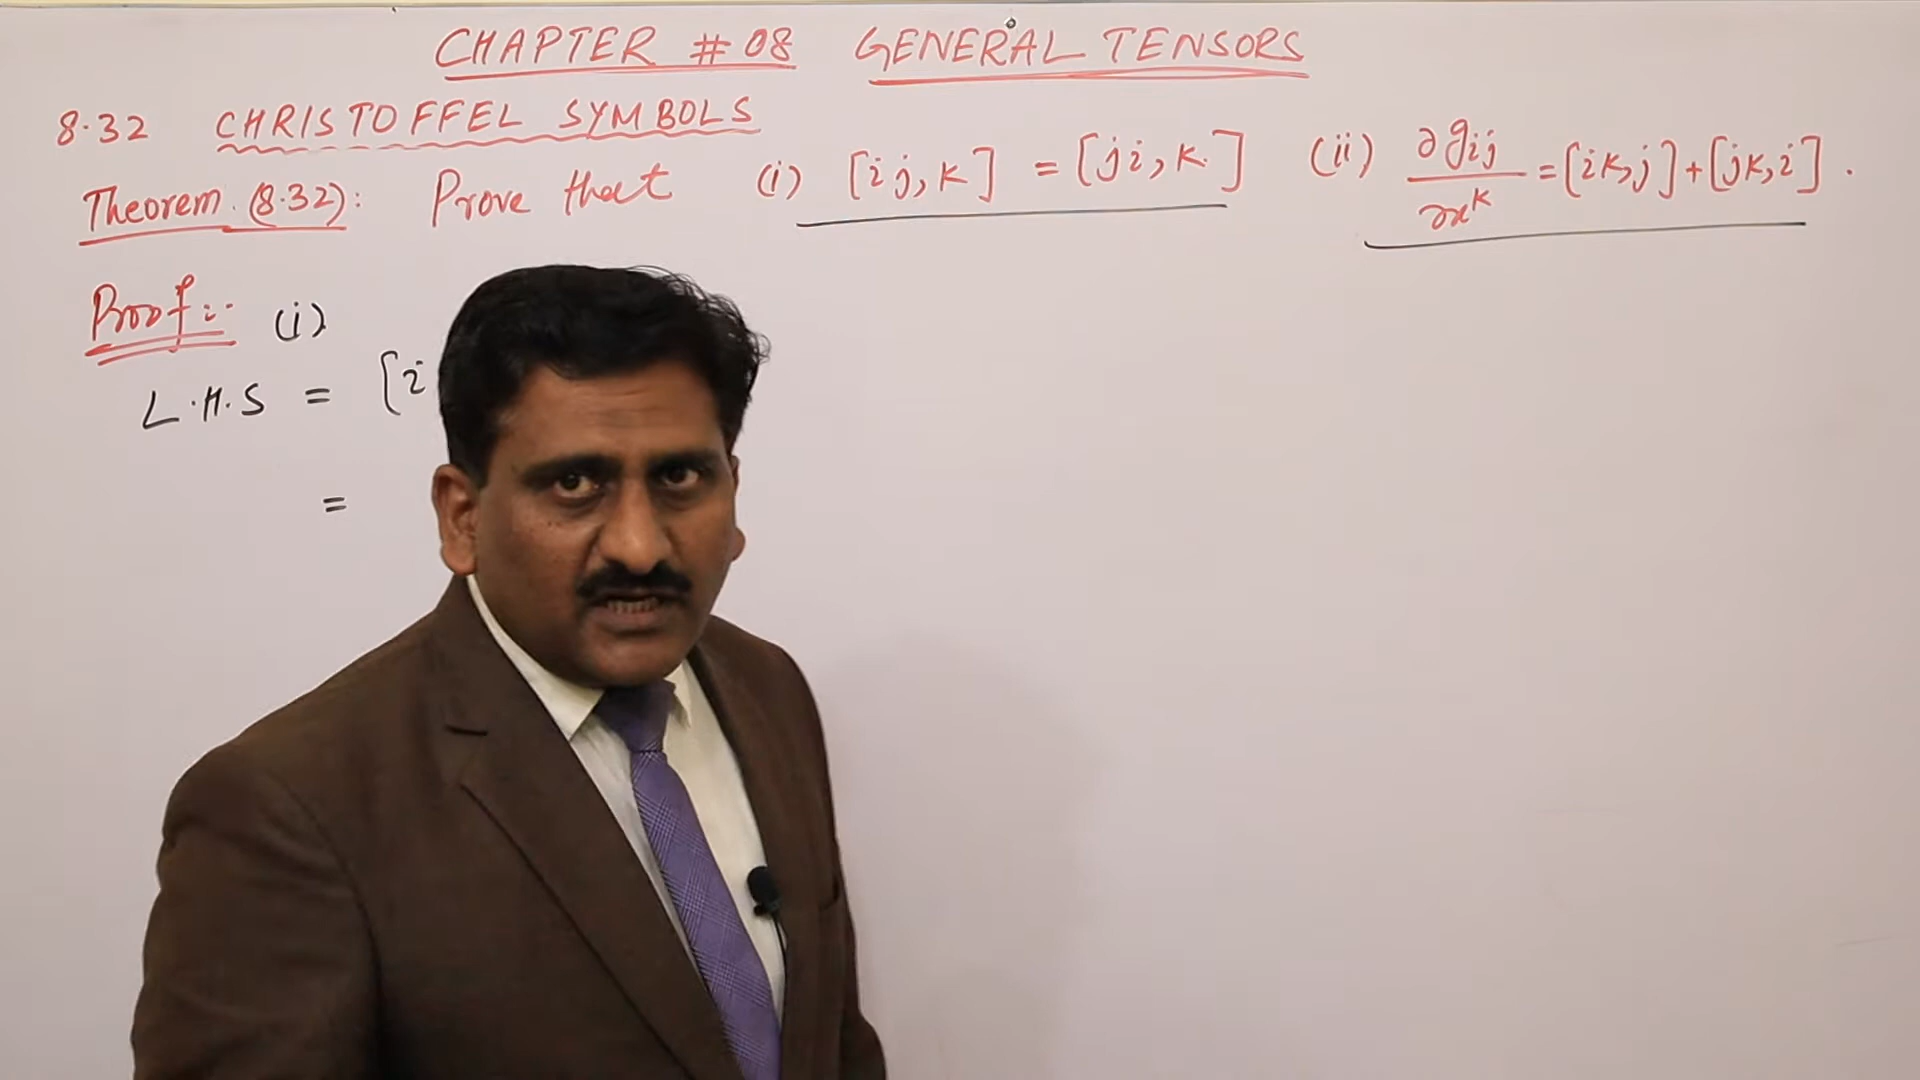 CHAPTER # 08 GENERAL TENSORS
8.32 CHRISTOFFEL SYMBOLS
Theorem (8.32): Prove that (i) [ij,k] = [ji,k] (ii) ∂gij/∂x^k = [ik,j]+[jk,i].
Proof:- (i)
L.H.S = [i
=